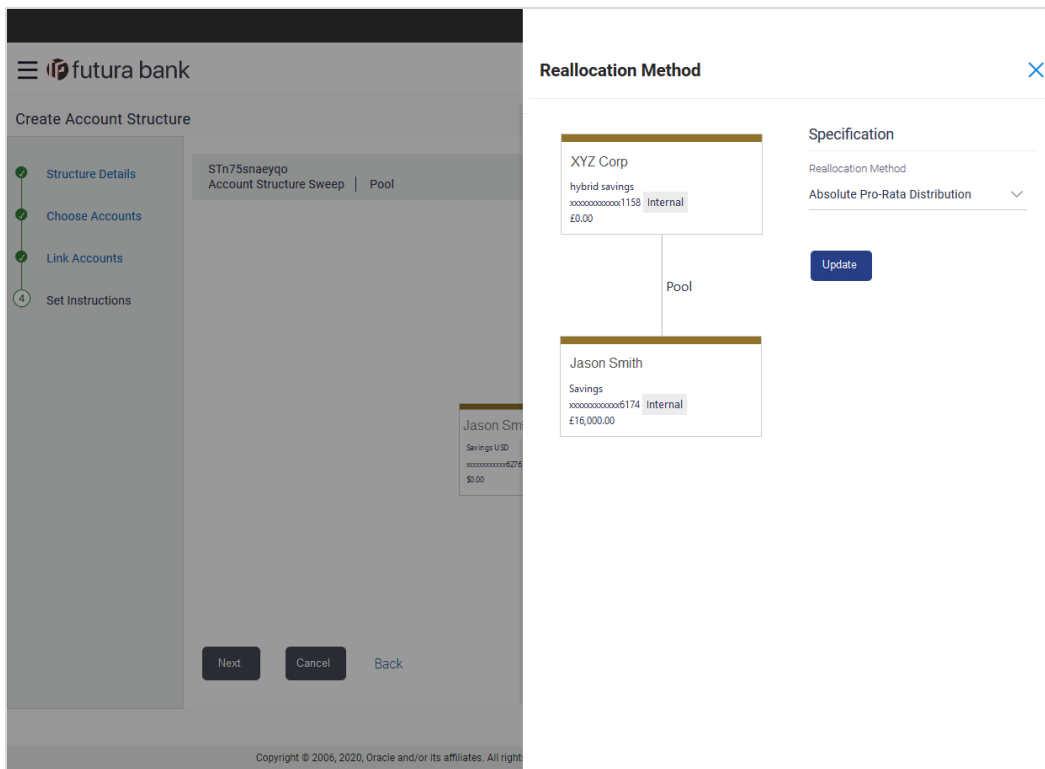 futura bank
Create Account Structure
Structure Details
Choose Accounts
Link Accounts
4
Set Instructions
STn75snaeyqo
Account Structure Sweep | Pool
Savings USD
$0.00
Next
Cancel
Back
Copyright © 2006, 2020, Oracle and/or its affiliates. All
Reallocation Method
XYZ Corp
hybrid savings
xxxxxxxxxxxx1158 Internal
£0.00
Pool
Jason Smith
Savings
xxxxxxxxxxxx6174 Internal
£16,000.00
Specification
Reallocation Method
Absolute Pro-Rata Distribution
Update